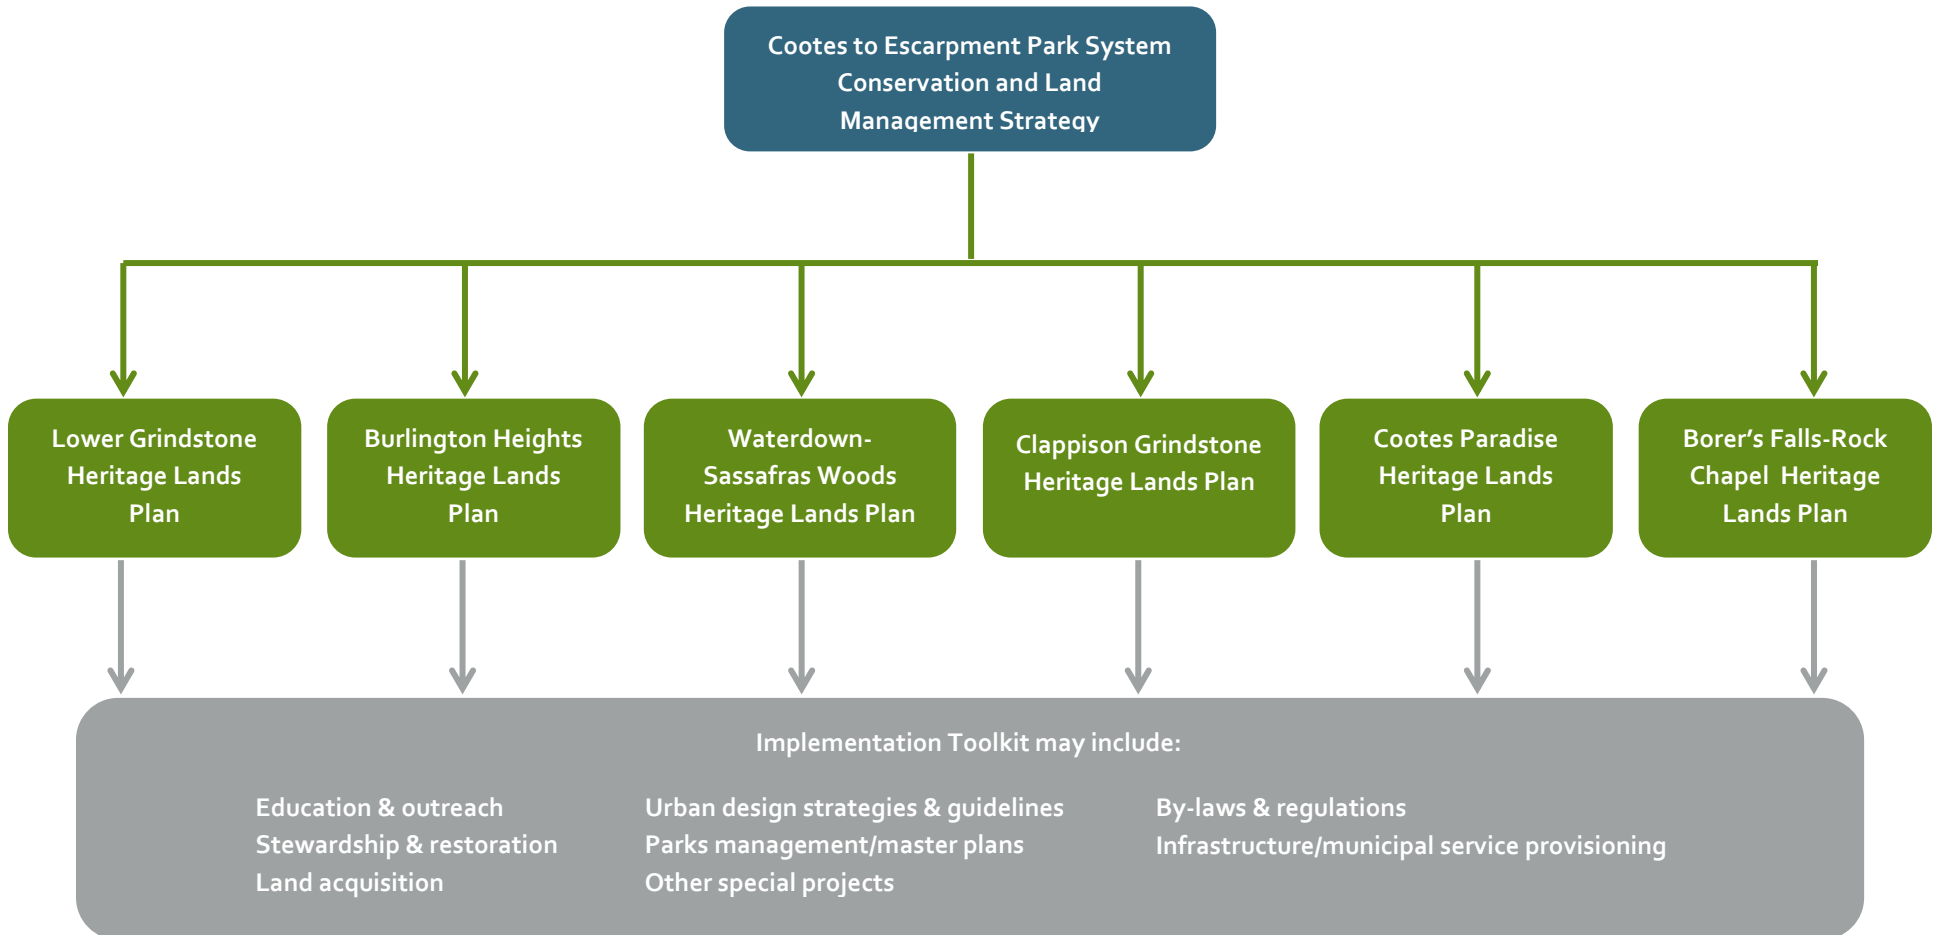 Cootes to Escarpment Park System
Conservation and Land
Management Strategy
Lower Grindstone
Heritage Lands
Plan
Burlington Heights
Heritage Lands
Plan
Waterdown-
Sassafras Woods
Heritage Lands Plan
Clappison Grindstone
Heritage Lands Plan
Cootes Paradise
Heritage Lands
Plan
Borer’s Falls-Rock
Chapel Heritage
Lands Plan
Implementation Toolkit may include:
Education & outreach
Stewardship & restoration
Land acquisition
Urban design strategies & guidelines
Parks management/master plans
Other special projects
By-laws & regulations
Infrastructure/municipal service provisioning